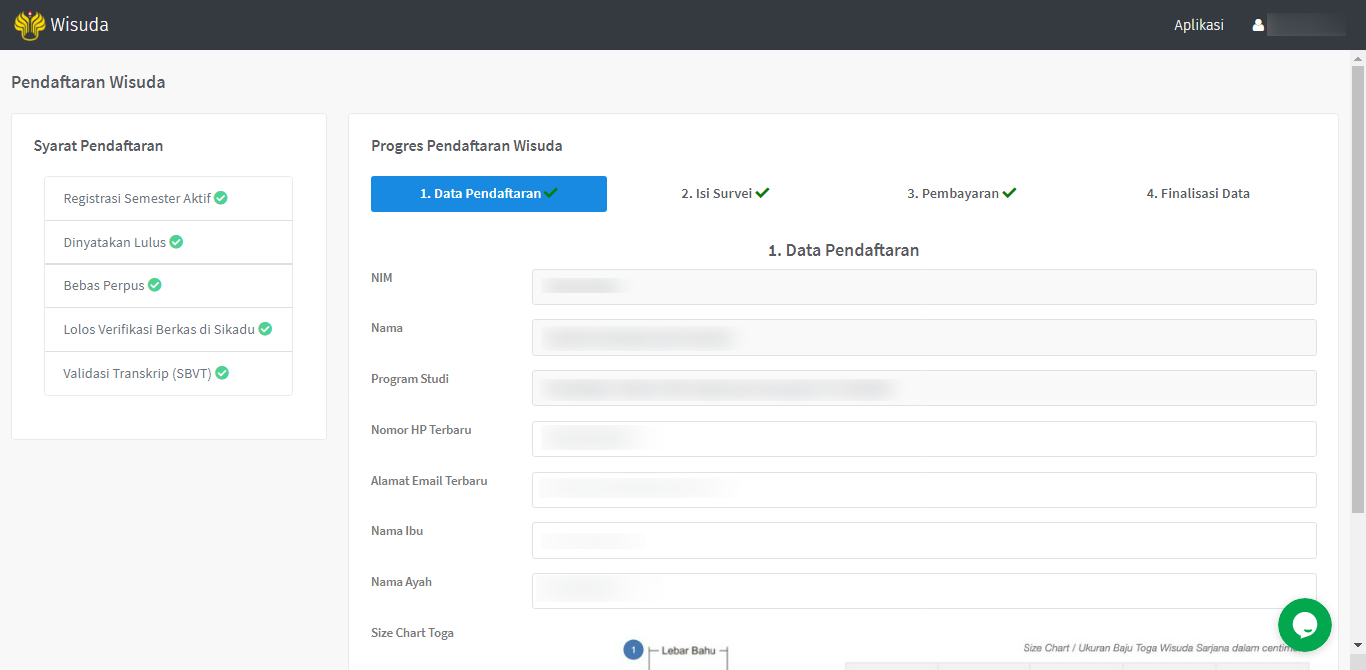 Wisuda
Aplikasi
Pendaftaran Wisuda
Syarat Pendaftaran
Registrasi Semester Aktif
Dinyatakan Lulus
Bebas Perpus
Lolos Verifikasi Berkas di Sikadu
Validasi Transkrip (SBVT)
Progres Pendaftaran Wisuda
1. Data Pendaftaran
2. Isi Survei
3. Pembayaran
4. Finalisasi Data
1. Data Pendaftaran
NIM
Nama
Program Studi
Nomor HP Terbaru
Alamat Email Terbaru
Nama Ibu
Nama Ayah
Size Chart Toga
1
Lebar Bahu
Size Chart / Ukuran Baju Toga Wisuda Sarjana dalam